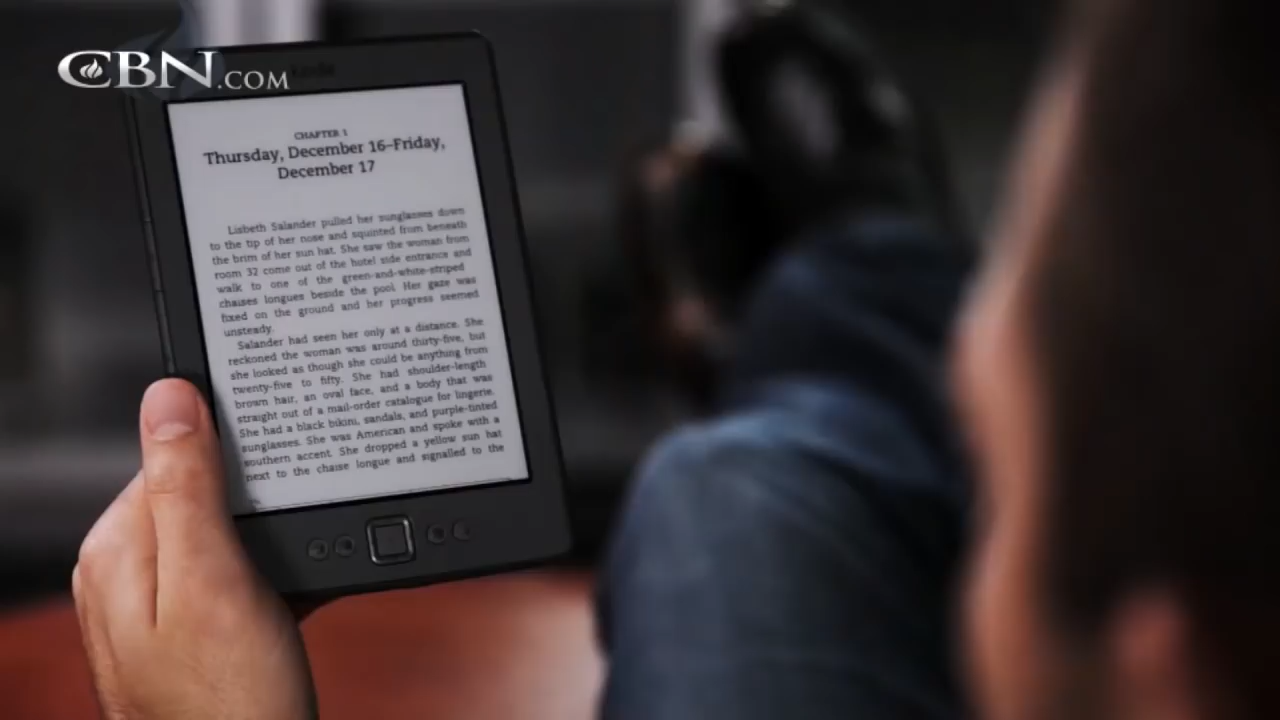 CBN.COM
kindle
CHAPTER 1
Thursday, December 16–Friday,
December 17
Lisbeth Salander pulled her sunglasses down
to the tip of her nose and squinted from beneath
the brim of her sun hat. She saw the woman from
room 32 come out of the hotel side entrance and
walk to one of the green-and-white-striped
chaises longues beside the pool. Her gaze was
fixed on the ground and her progress seemed
unsteady.
Salander had seen her only at a distance. She
reckoned the woman was around thirty-five, but
she looked as though she could be anything from
twenty-five to fifty. She had shoulder-length
brown hair, an oval face, and a body that was
straight out of a mail-order catalogue for lingerie.
She had a black bikini, sandals, and purple-tinted
sunglasses. She was American and spoke with a
southern accent. She dropped a yellow sun hat
next to the chaise longue and signalled to the